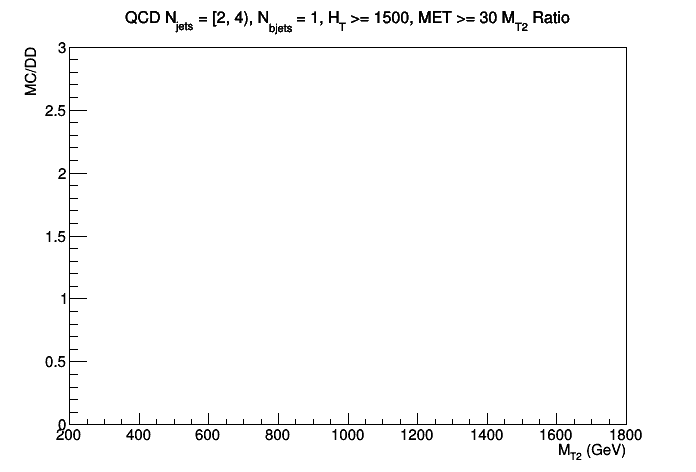 QCD N_jets = [2, 4), N_bjets = 1, H_T >= 1500, MET >= 30 M_T2 Ratio
MC/DD
3
2.5
2
1.5
1
0.5
0
200 400 600 800 1000 1200 1400 1600 1800
M_T2 (GeV)